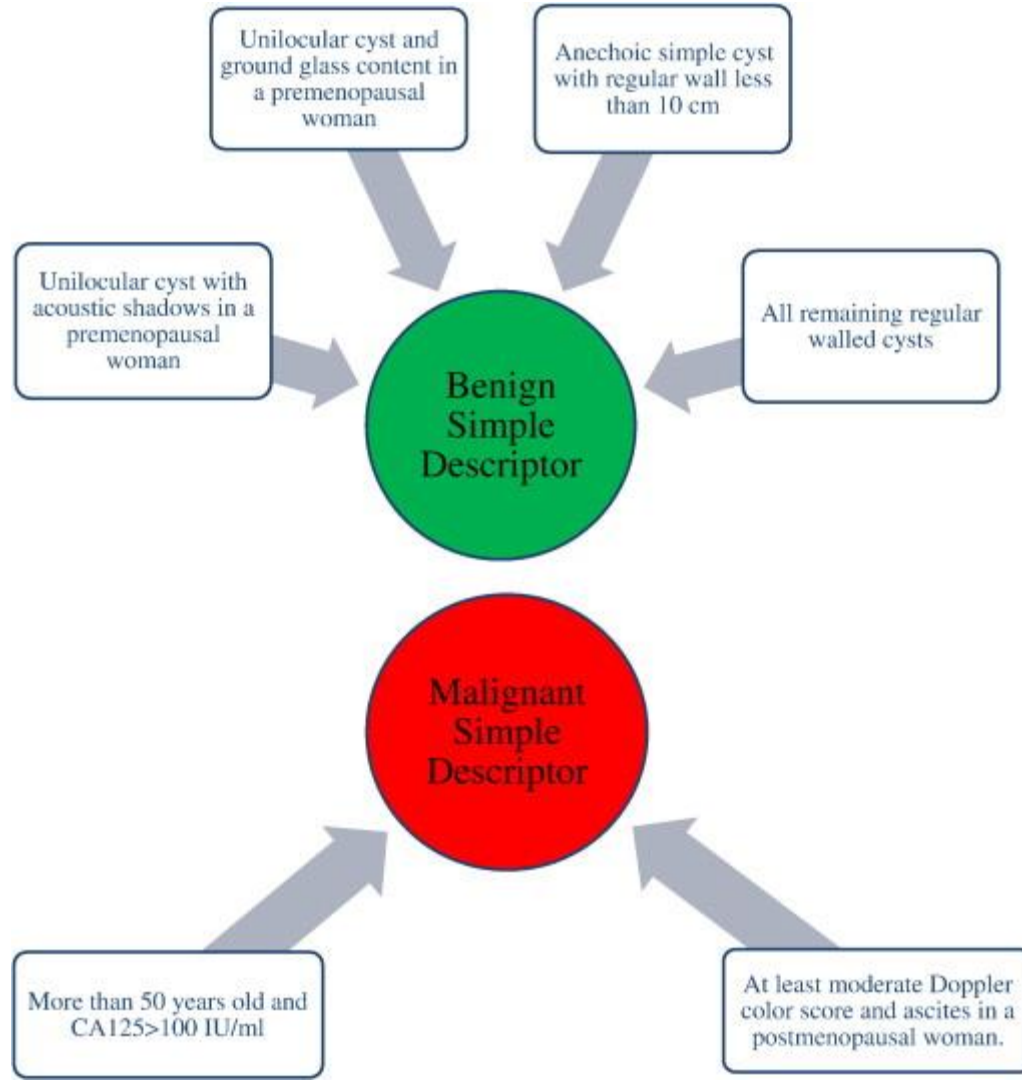 Unilocular cyst and
ground glass content in
a premenopausal
woman
Anechoic simple cyst
with regular wall less
than 10 cm
Unilocular cyst with
acoustic shadows in a
premenopausal
woman
All remaining regular
walled cysts
Benign
Simple
Descriptor
Malignant
Simple
Descriptor
More than 50 years old and
CA125>100 IU/ml
At least moderate Doppler
color score and ascites in a
postmenopausal woman.